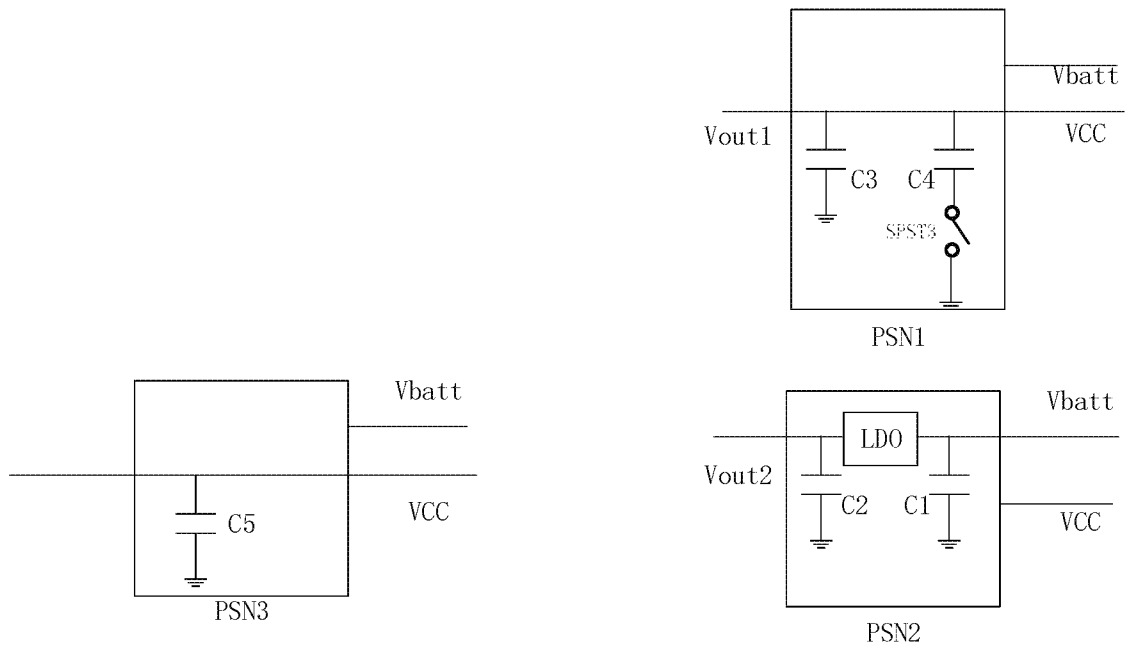 Vbatt
Vout1
VCC
C3
C4
SPST3
PSN1
Vbatt
VCC
C5
PSN3
Vbatt
LDO
Vout2
C2
C1
VCC
PSN2